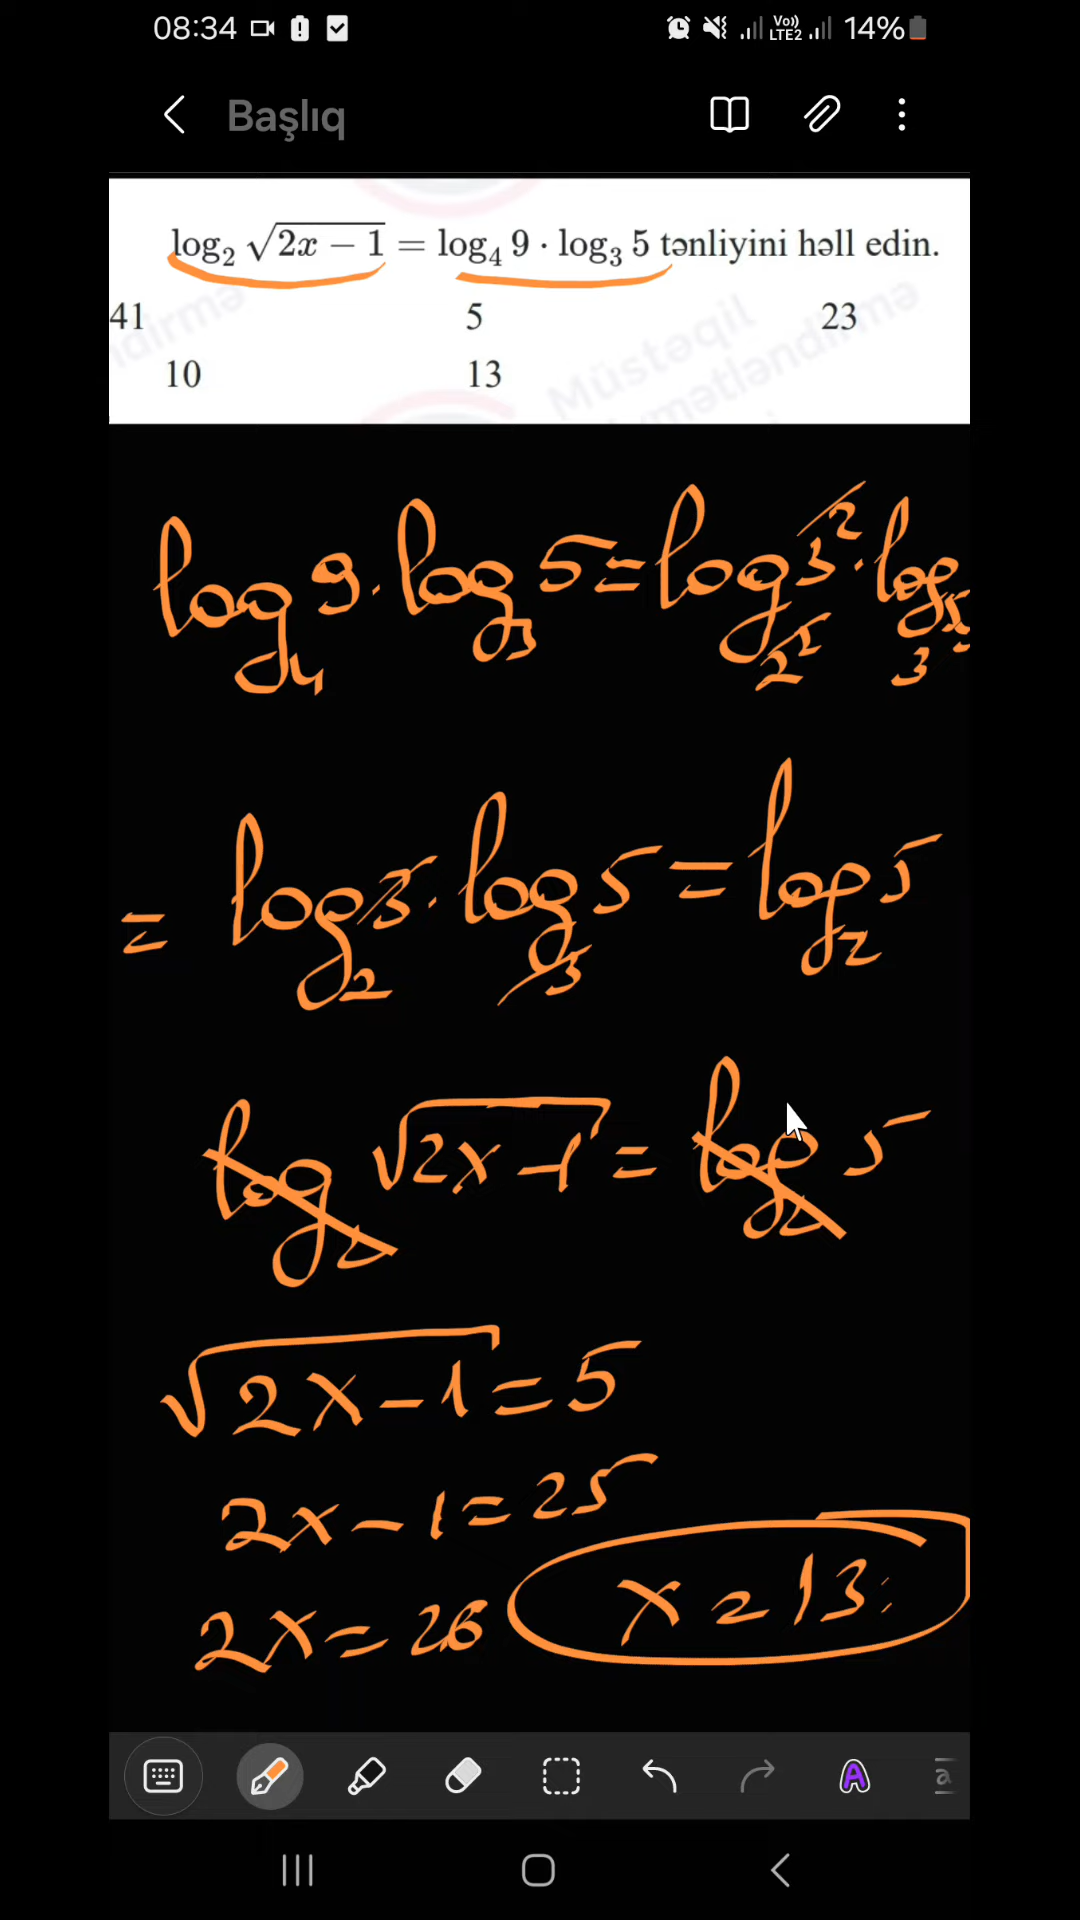 08:34 Vo)) LTE2 14%
Başlıq
log₂ √(2x − 1) = log₄ 9 · log₃ 5 tənliyini həll edin.
41 5 23
10 13
Müstəqil
log₄ 9 · log₃ 5 = log₂² 3² · log₃ 5
= log₂ 3 · log₃ 5 = log₂ 5
log₂ √(2x − 1) = log₂ 5
√(2x − 1) = 5
2x − 1 = 25
2x = 26 x = 13
A a